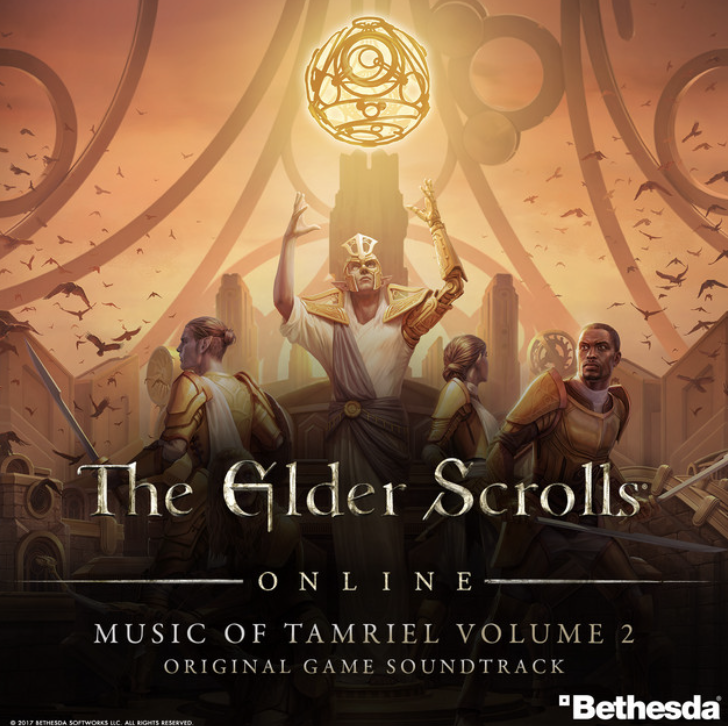 The Elder Scrolls®
ONLINE
MUSIC OF TAMRIEL VOLUME 2
ORIGINAL GAME SOUNDTRACK
Bethesda®
© 2017 BETHESDA SOFTWORKS LLC. ALL RIGHTS RESERVED.